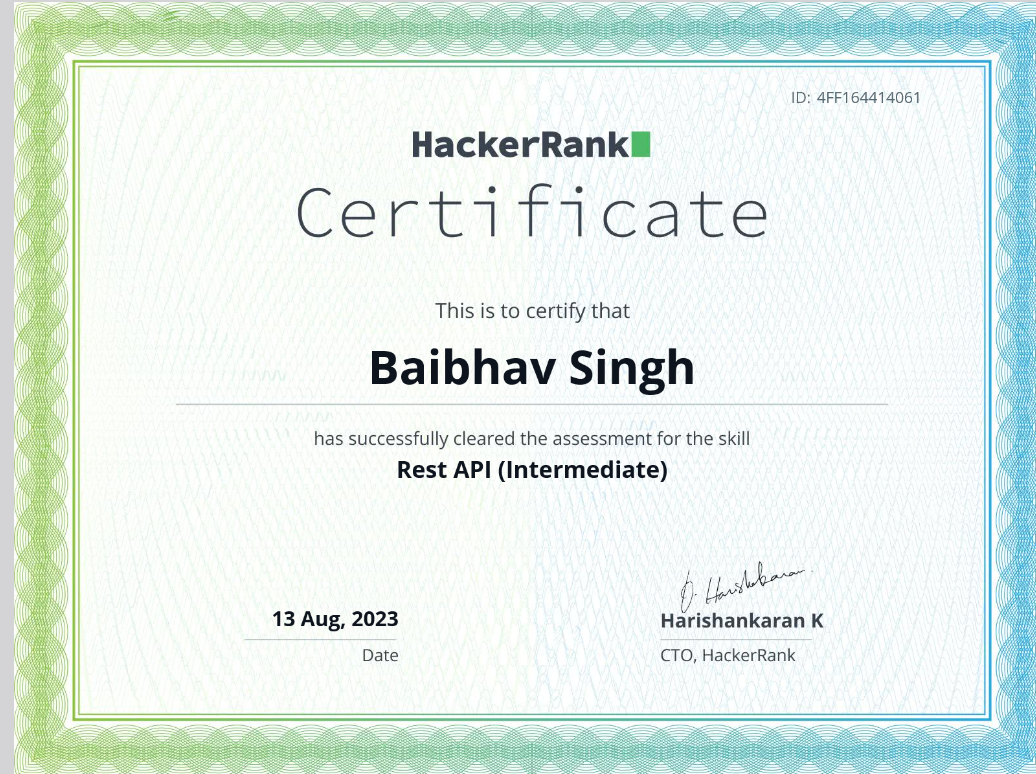 ID: 4FF164414061
HackerRank
Certificate
This is to certify that
Baibhav Singh
has successfully cleared the assessment for the skill
Rest API (Intermediate)
13 Aug, 2023
Date
Harishankaran K
CTO, HackerRank